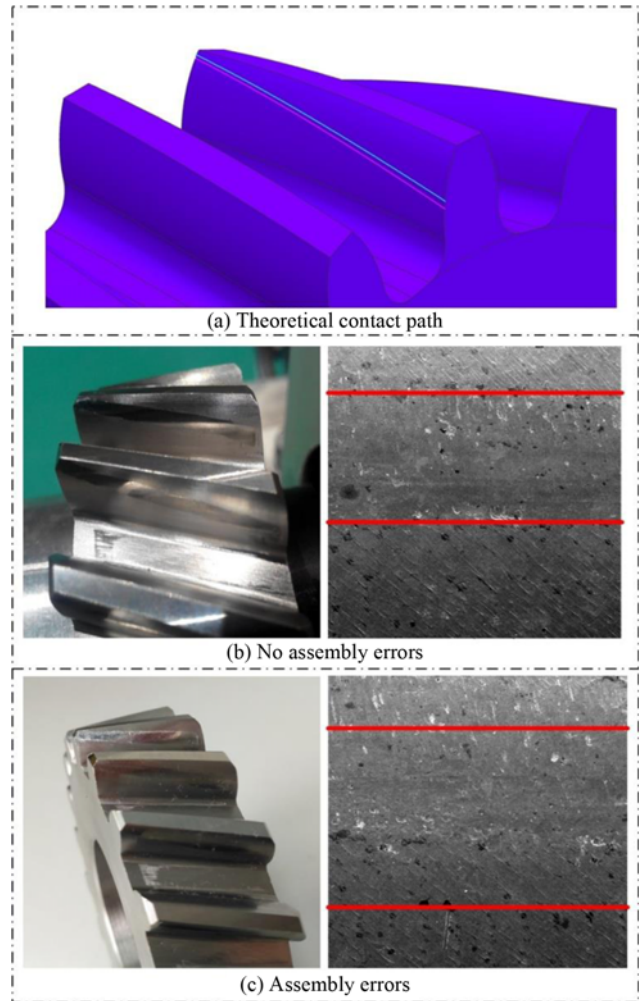 (a) Theoretical contact path
(b) No assembly errors
(c) Assembly errors